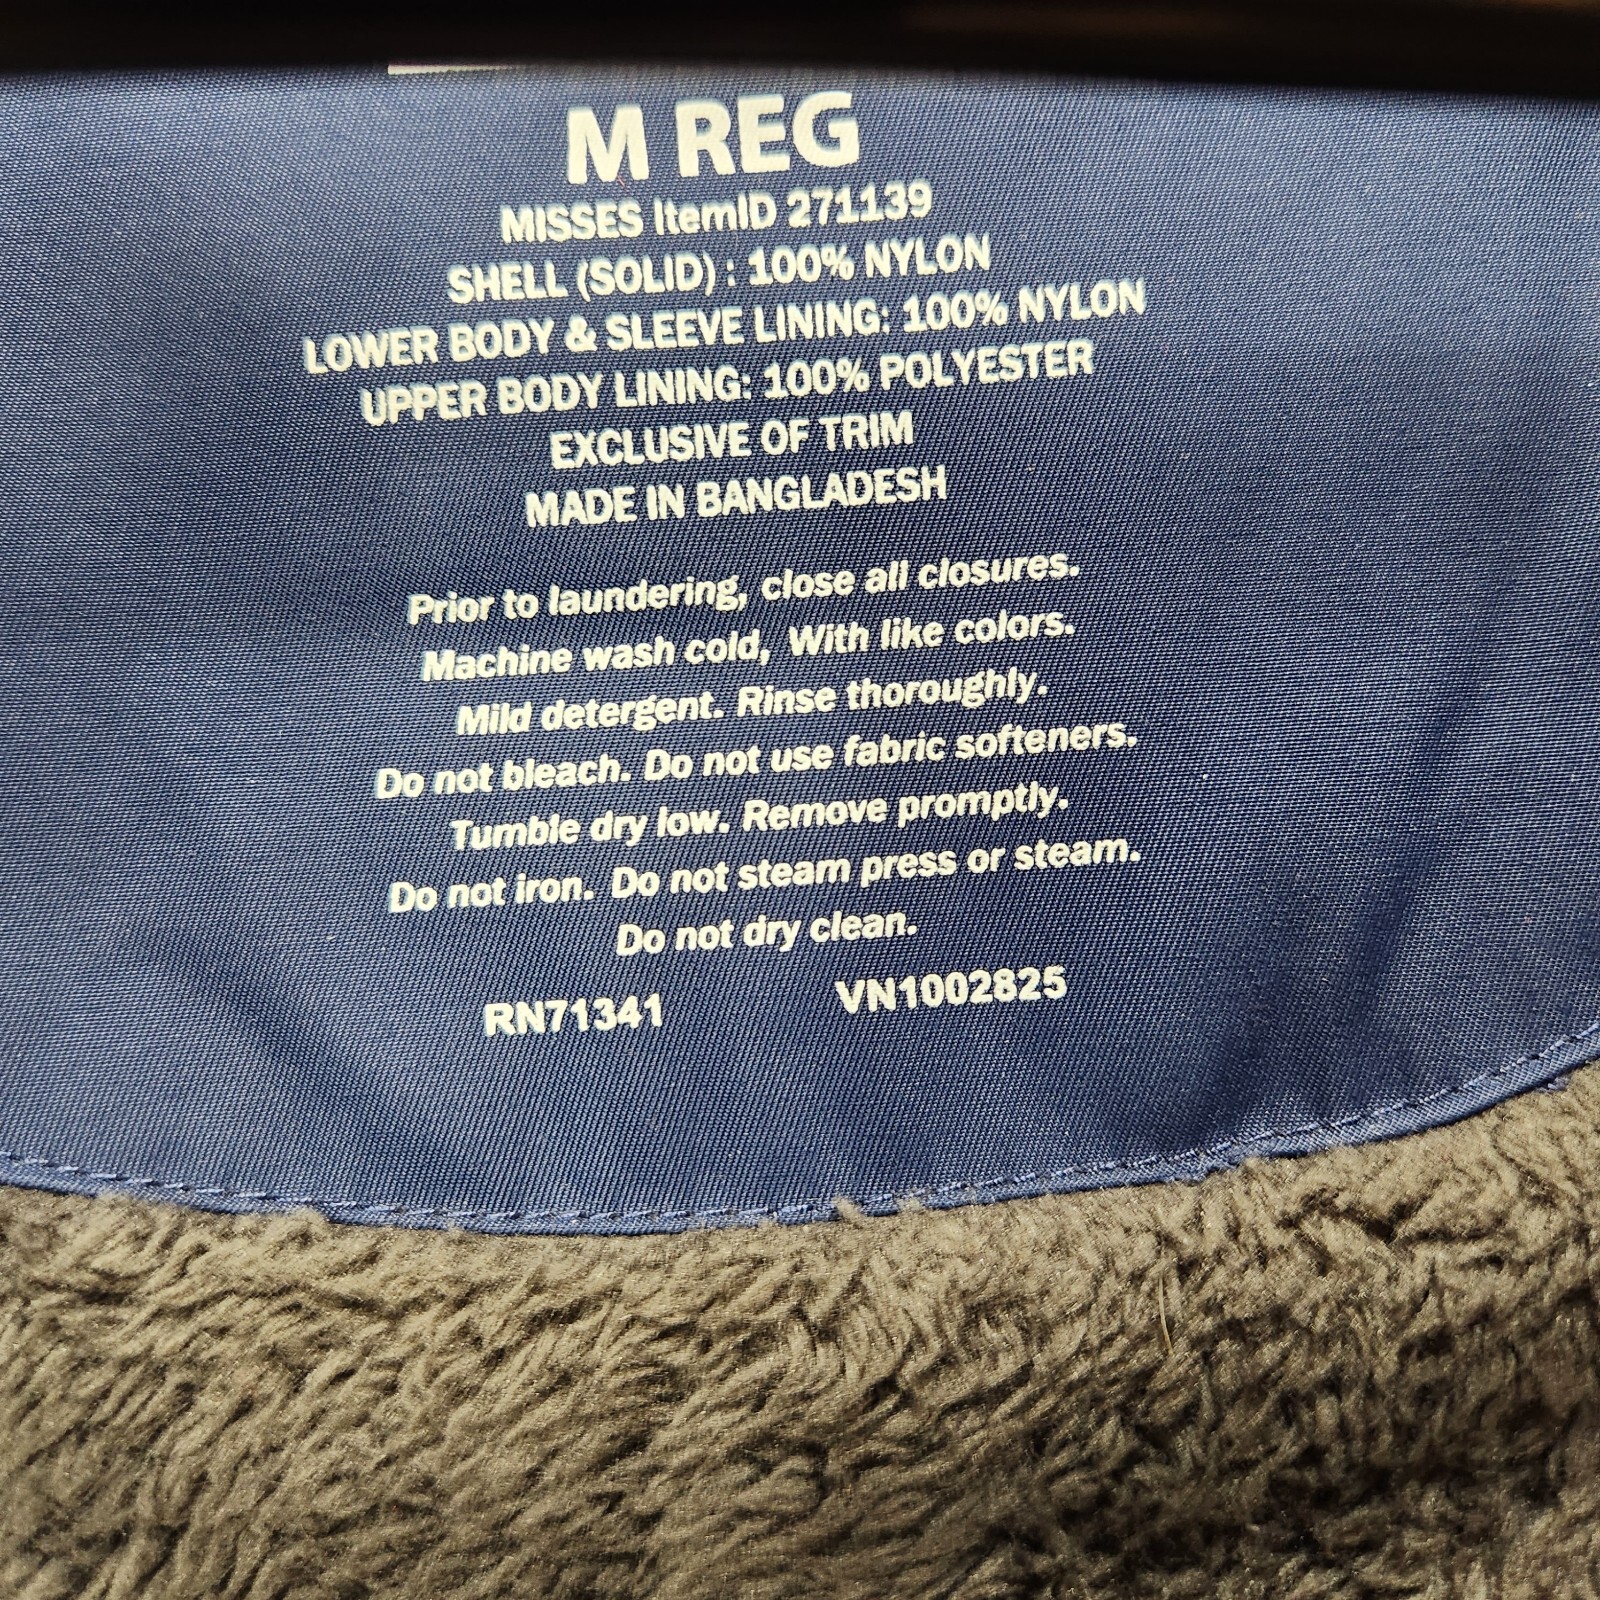 M REG
MISSES ItemID 271139
SHELL (SOLID) : 100% NYLON
LOWER BODY & SLEEVE LINING: 100% NYLON
UPPER BODY LINING: 100% POLYESTER
EXCLUSIVE OF TRIM
MADE IN BANGLADESH
Prior to laundering, close all closures.
Machine wash cold, With like colors.
Mild detergent. Rinse thoroughly.
Do not bleach. Do not use fabric softeners.
Tumble dry low. Remove promptly.
Do not iron. Do not steam press or steam.
Do not dry clean.
RN71341 VN1002825